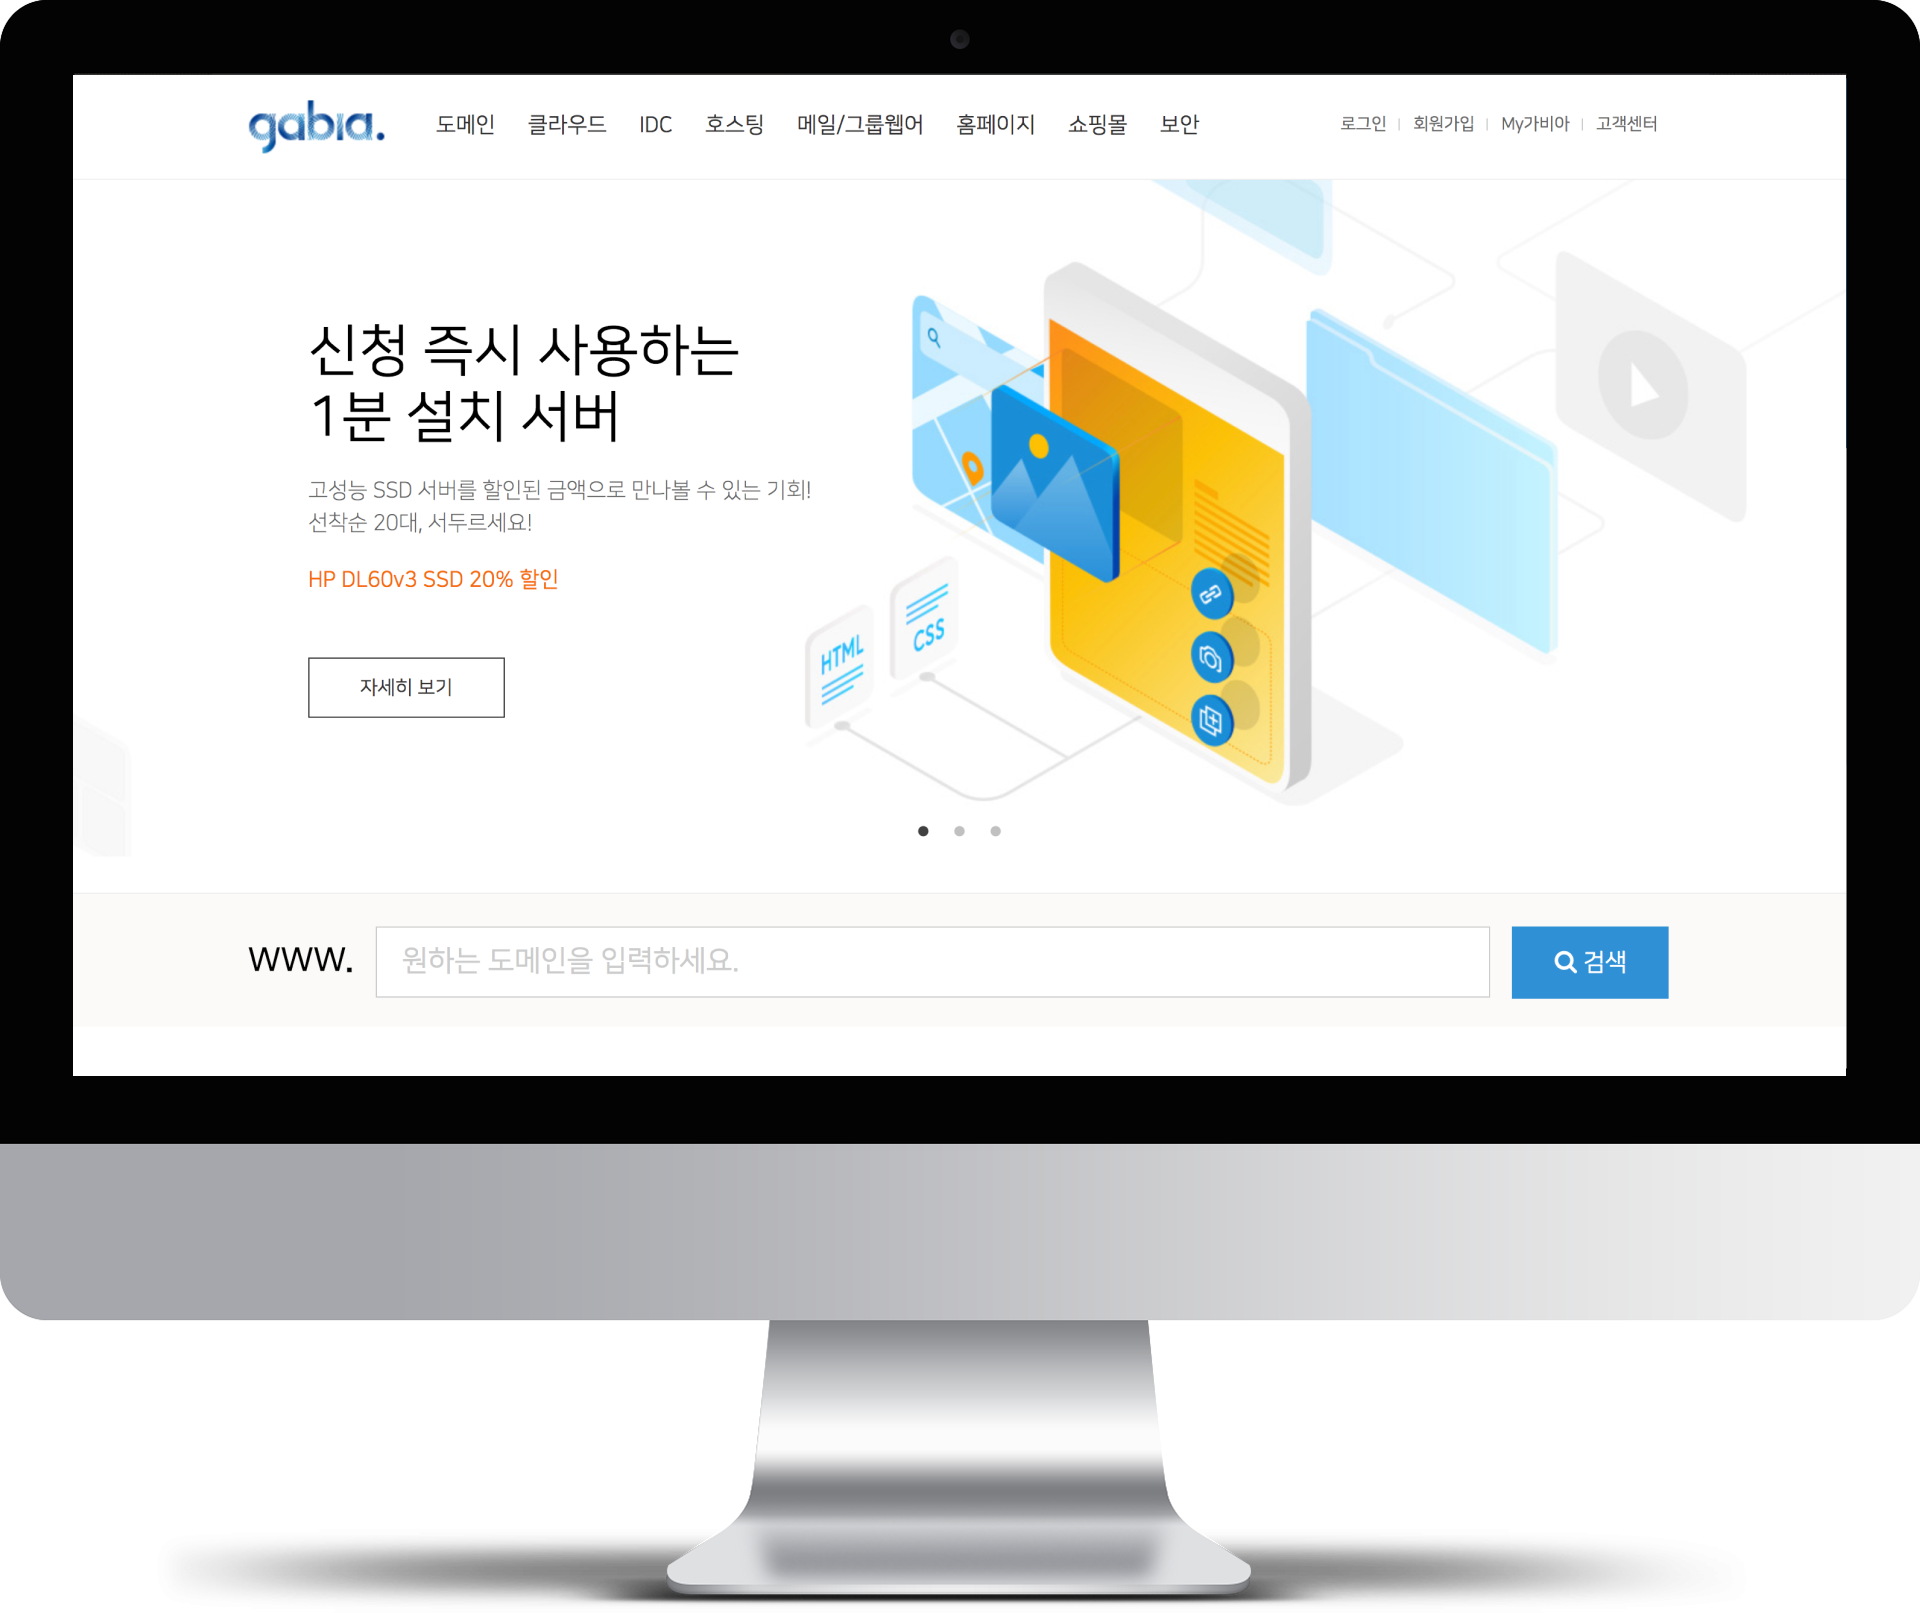 gabia.
도메인 클라우드 IDC 호스팅 메일/그룹웹어 홈페이지 쇼핑몰 보안
로그인 | 회원가입 | My가비아 | 고객센터
신청 즉시 사용하는
1분 설치 서버
고성능 SSD 서버를 할인된 금액으로 만나볼 수 있는 기회!
선착순 20대, 서두르세요!
HP DL60v3 SSD 20% 할인
자세히 보기
HTML
CSS
www.
원하는 도메인을 입력하세요.
검색